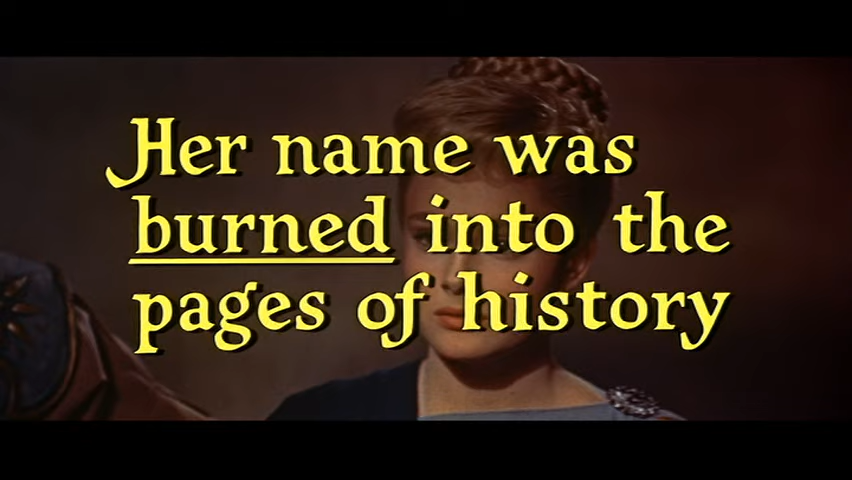 Her name was
burned into the
pages of history